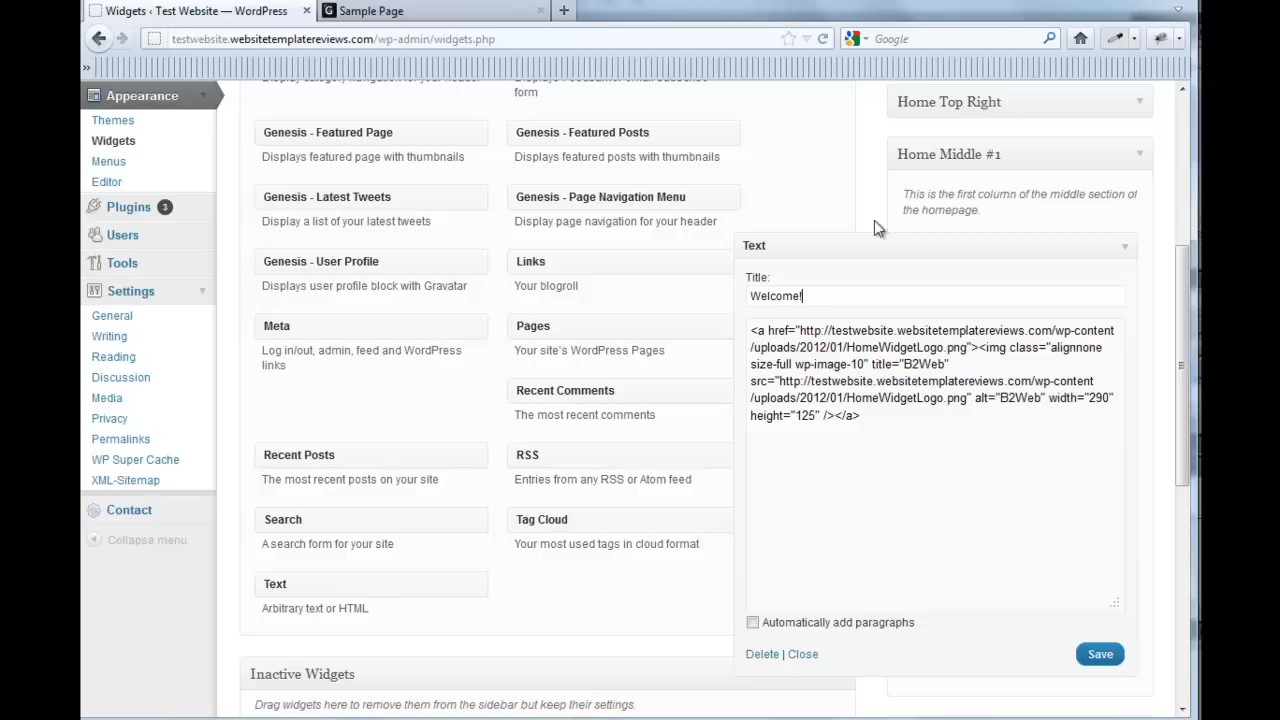 Widgets ‹ Test Website — WordPress
Sample Page
testwebsite.websitetemplatereviews.com/wp-admin/widgets.php
Google
Appearance
Themes
Widgets
Menus
Editor
Plugins 3
Users
Tools
Settings
General
Writing
Reading
Discussion
Media
Privacy
Permalinks
WP Super Cache
XML-Sitemap
Contact
Collapse menu
form
Genesis - Featured Page
Displays featured page with thumbnails
Genesis - Featured Posts
Displays featured posts with thumbnails
Genesis - Latest Tweets
Display a list of your latest tweets
Genesis - Page Navigation Menu
Display page navigation for your header
Genesis - User Profile
Displays user profile block with Gravatar
Links
Your blogroll
Meta
Log in/out, admin, feed and WordPress
links
Pages
Your site's WordPress Pages
Recent Comments
The most recent comments
Recent Posts
The most recent posts on your site
RSS
Entries from any RSS or Atom feed
Search
A search form for your site
Tag Cloud
Your most used tags in cloud format
Text
Arbitrary text or HTML
Inactive Widgets
Drag widgets here to remove them from the sidebar but keep their settings.
Home Top Right
Home Middle #1
This is the first column of the middle section of
the homepage.
Text
Title:
Welcome!
<a href="http://testwebsite.websitetemplatereviews.com/wp-content
/uploads/2012/01/HomeWidgetLogo.png"><img class="alignnone
size-full wp-image-10" title="B2Web"
src="http://testwebsite.websitetemplatereviews.com/wp-content
/uploads/2012/01/HomeWidgetLogo.png" alt="B2Web" width="290"
height="125" /></a>
Automatically add paragraphs
Delete | Close
Save